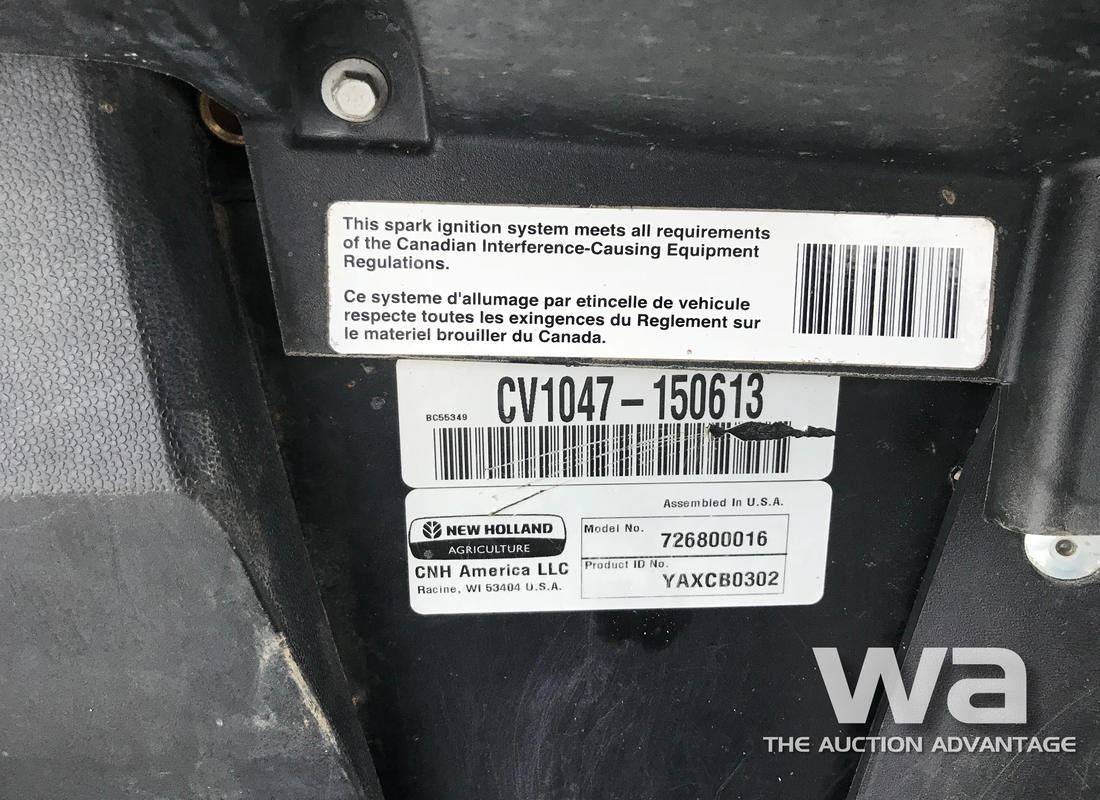 This spark ignition system meets all requirements
of the Canadian Interference-Causing Equipment
Regulations.
Ce systeme d'allumage par etincelle de vehicule
respecte toutes les exingences du Reglement sur
le materiel brouiller du Canada.
BC55349
CV1047-150613
Assembled In U.S.A.
NEW HOLLAND
AGRICULTURE
CNH America LLC
Racine, WI 53404 U.S.A.
Model No.
726800016
Product ID No.
YAXCB0302
wa
THE AUCTION ADVANTAGE